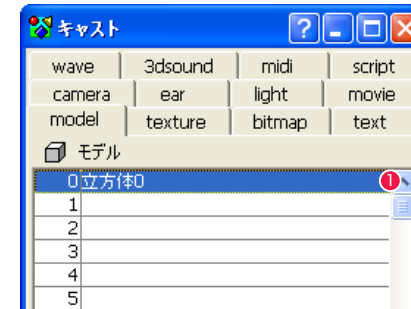 キャスト
wave 3dsound midi script
camera ear light movie
model texture bitmap text
モデル
0 立方体0 1
1
2
3
4
5